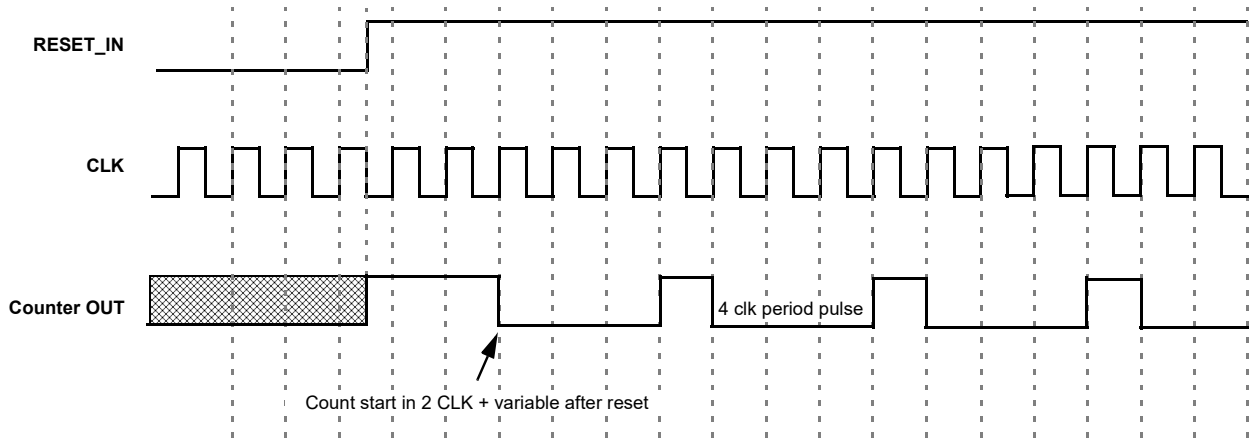 RESET_IN
CLK
Counter OUT
4 clk period pulse
Count start in 2 CLK + variable after reset